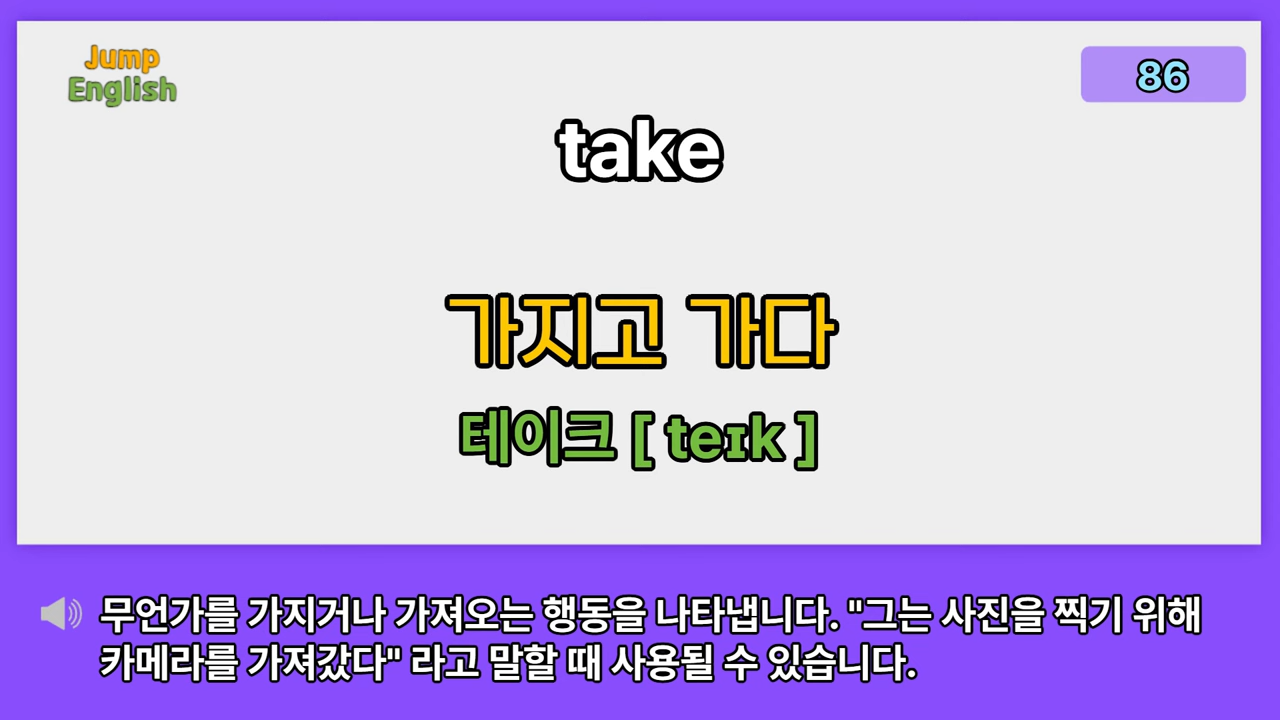 Jump
English
86
take
가지고 가다
테이크 [ teɪk ]
무언가를 가지거나 가져오는 행동을 나타냅니다. "그는 사진을 찍기 위해
카메라를 가져갔다" 라고 말할 때 사용될 수 있습니다.